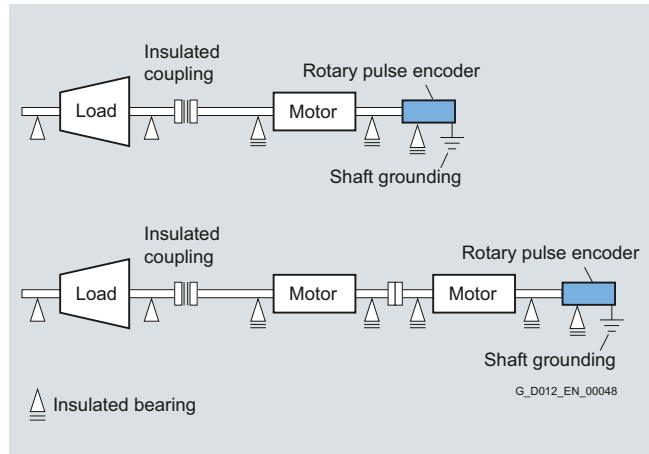 Insulated
coupling
Rotary pulse encoder
Load
Motor
Shaft grounding
Insulated
coupling
Rotary pulse encoder
Load
Motor
Motor
Shaft grounding
G_D012_EN_00048
Insulated bearing